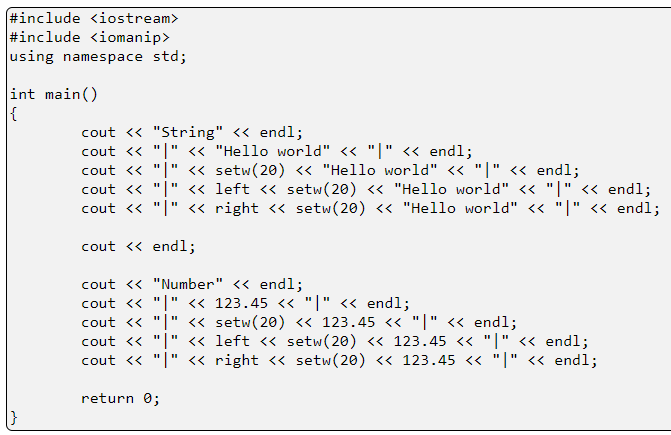 #include <iostream>
#include <iomanip>
using namespace std;

int main()
{
        cout << "String" << endl;
        cout << "|" << "Hello world" << "|" << endl;
        cout << "|" << setw(20) << "Hello world" << "|" << endl;
        cout << "|" << left << setw(20) << "Hello world" << "|" << endl;
        cout << "|" << right << setw(20) << "Hello world" << "|" << endl;

        cout << endl;

        cout << "Number" << endl;
        cout << "|" << 123.45 << "|" << endl;
        cout << "|" << setw(20) << 123.45 << "|" << endl;
        cout << "|" << left << setw(20) << 123.45 << "|" << endl;
        cout << "|" << right << setw(20) << 123.45 << "|" << endl;

        return 0;
}